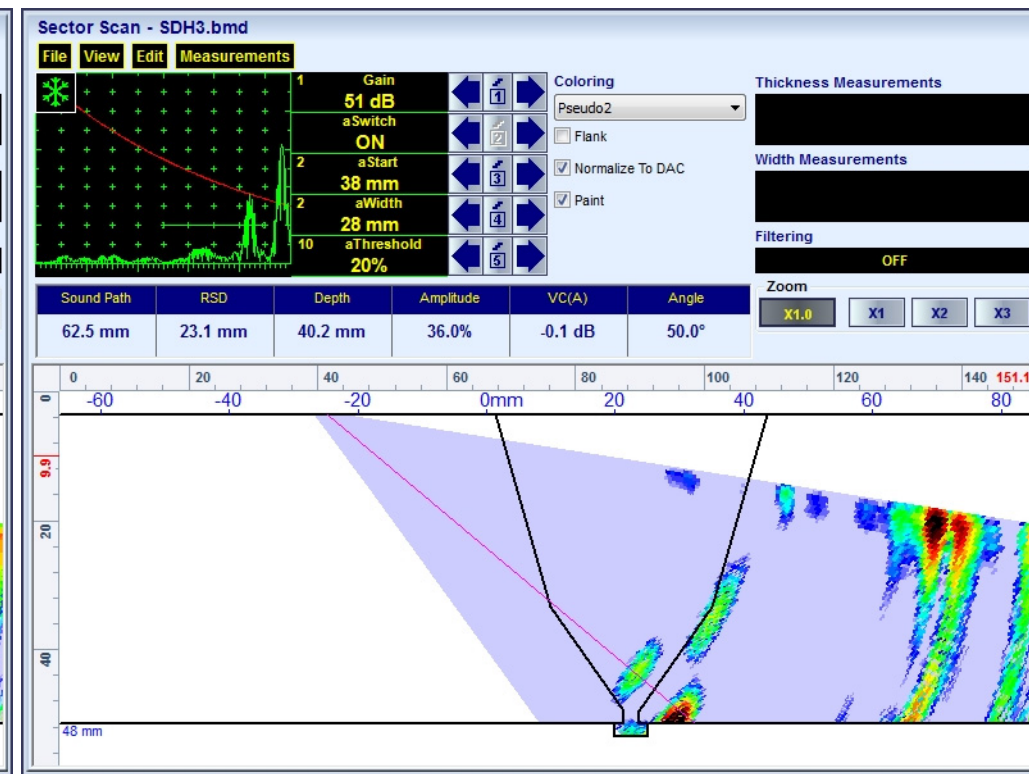 Sector Scan - SDH3.bmd
File View Edit Measurements
1 Gain
51 dB
1
aSwitch
ON
2
2 aStart
38 mm
3
2 aWidth
28 mm
4
10 aThreshold
20%
5
Coloring
Pseudo2
Flank
Normalize To DAC
Paint
Thickness Measurements
Width Measurements
Filtering
OFF
Zoom
X1.0 X1 X2 X3
Sound Path RSD Depth Amplitude VC(A) Angle
62.5 mm 23.1 mm 40.2 mm 36.0% -0.1 dB 50.0°
0 20 40 60 80 100 120 140 151.1
-60 -40 -20 0mm 20 40 60 80
0
9.9
20
40
48 mm